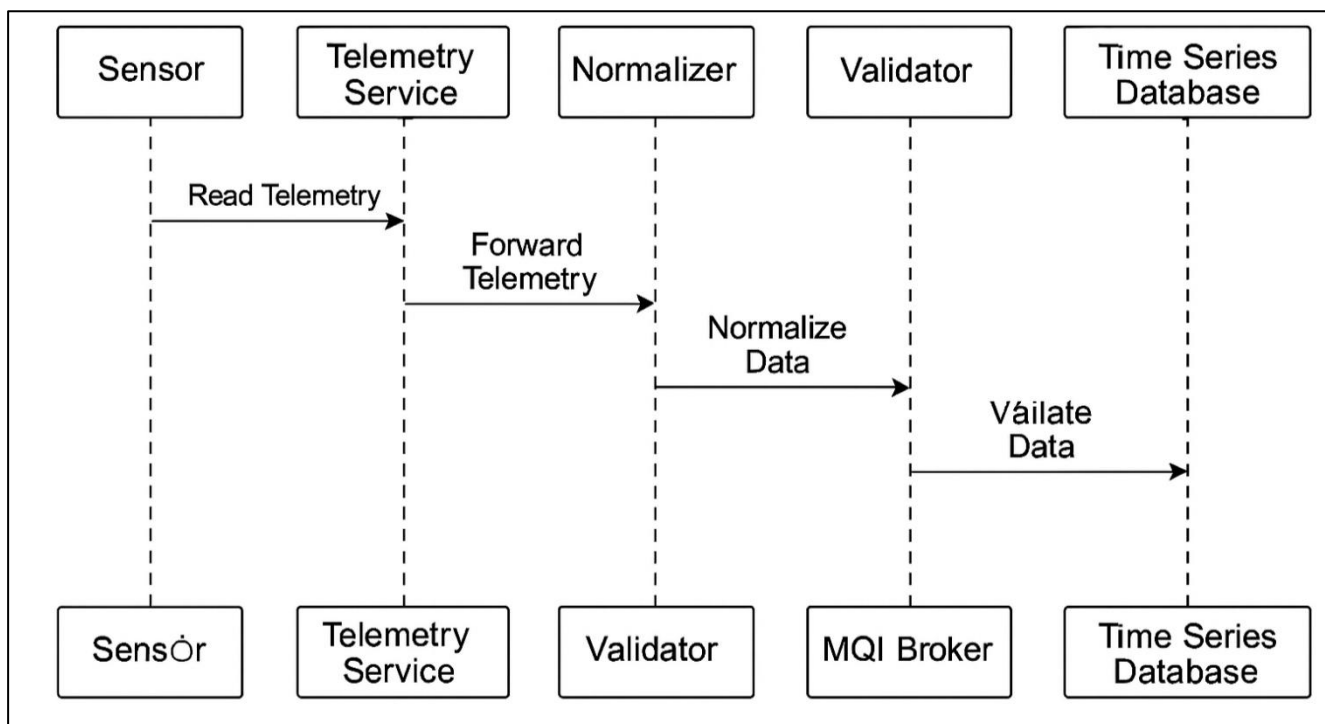 Sensor
Telemetry
Service
Normalizer
Validator
Time Series
Database
Read Telemetry
Forward
Telemetry
Normalize
Data
Váilate
Data
SensȮr
Telemetry
Service
Validator
MQI Broker
Time Series
Database